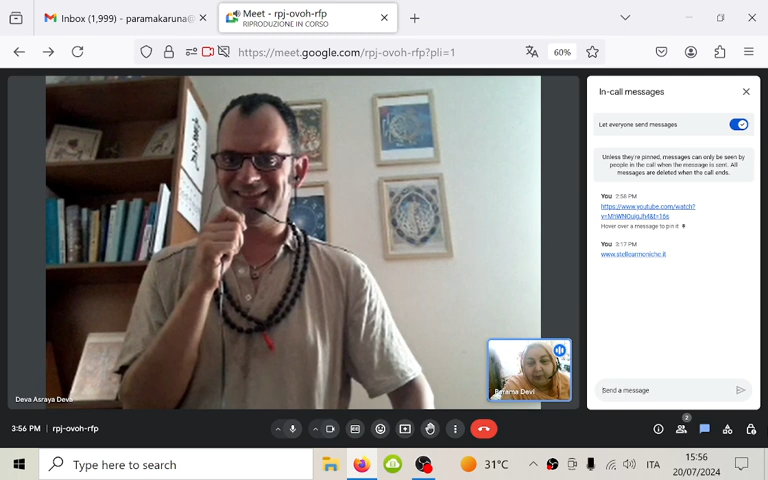 Inbox (1,999) - paramakaruna@
Meet - rpj-ovoh-rfp
RIPRODUZIONE IN CORSO
https://meet.google.com/rpj-ovoh-rfp?pli=1
60%
In-call messages
Let everyone send messages
Unless they're pinned, messages can only be seen by
people in the call when the message is sent. All
messages are deleted when the call ends.
You 2:58 PM
https://www.youtube.com/watch?
Hover over a message to pin it
You 3:17 PM
www.stelloarmoniche.it
Send a message
Deva Asraya Deva
Devi
3:56 PM | rpj-ovoh-rfp
2
Type here to search
31°C
ITA
15:56
20/07/2024